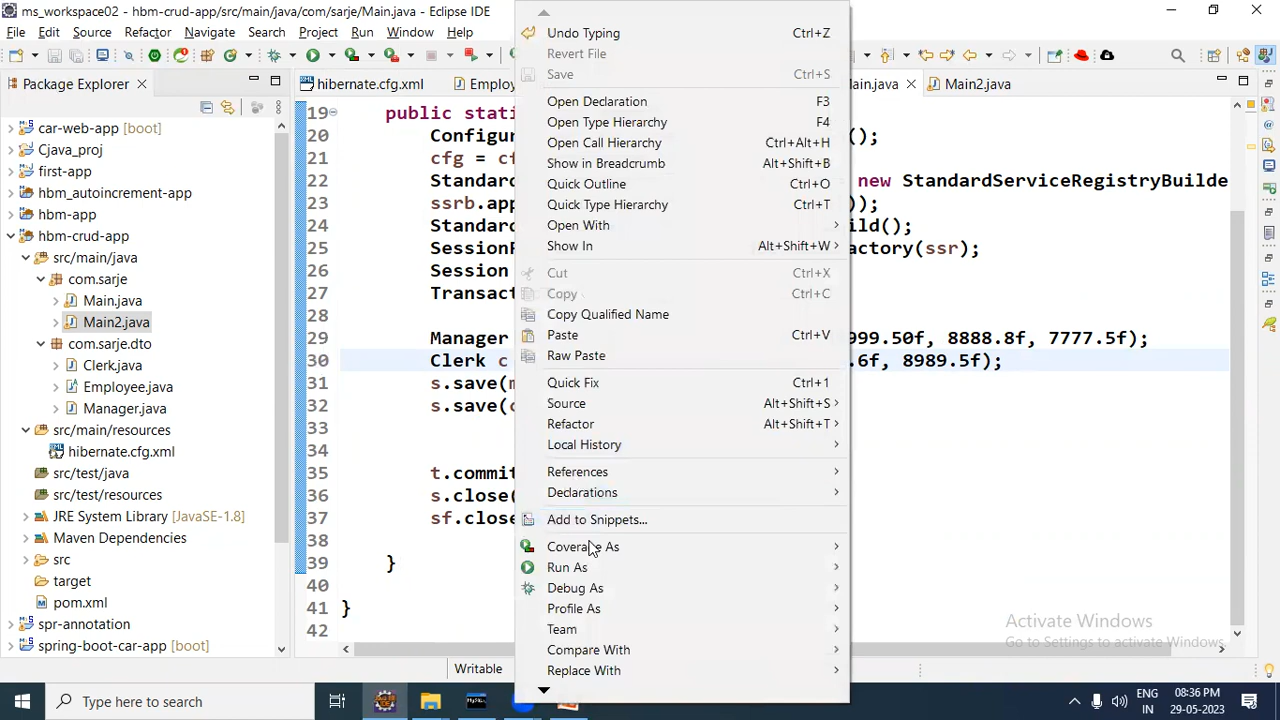 ms_workspace02 - hbm-crud-app/src/main/java/com/sarje/Main.java - Eclipse IDE
File Edit Source Refactor Navigate Search Project Run Window Help
Package Explorer
hibernate.cfg.xml
Main2.java
car-web-app [boot]
Cjava_proj
first-app
hbm_autoincrement-app
hbm-app
hbm-crud-app
src/main/java
com.sarje
Main.java
Main2.java
com.sarje.dto
Clerk.java
Employee.java
Manager.java
src/main/resources
hibernate.cfg.xml
src/test/java
src/test/resources
JRE System Library [JavaSE-1.8]
Maven Dependencies
src
target
pom.xml
spr-annotation
spring-boot-car-app [boot]
19 public
20 ();
21 cfg =
22 new StandardServiceRegistryBuilde
23 ));
24 ild();
25 actory(ssr);
26 Session
27
28
29 Manager 999.50f, 8888.8f, 7777.5f);
30 Clerk c .6f, 8989.5f);
31 s.save(
32 s.save(
33
34
35 t.commit
36 s.close(
37 sf.close
38
39 }
40
41 }
42
Undo Typing Ctrl+Z
Revert File
Save Ctrl+S
Open Declaration F3
Open Type Hierarchy F4
Open Call Hierarchy Ctrl+Alt+H
Show in Breadcrumb Alt+Shift+B
Quick Outline Ctrl+O
Quick Type Hierarchy Ctrl+T
Open With
Show In Alt+Shift+W
Cut Ctrl+X
Copy Ctrl+C
Copy Qualified Name
Paste Ctrl+V
Raw Paste
Quick Fix Ctrl+1
Source Alt+Shift+S
Refactor Alt+Shift+T
Local History
References
Declarations
Add to Snippets...
Coverage As
Run As
Debug As
Profile As
Team
Compare With
Replace With
Activate Windows
Go to Settings to activate Windows.
Writable
Type here to search
ENG 08:36 PM
IN 29-05-2023